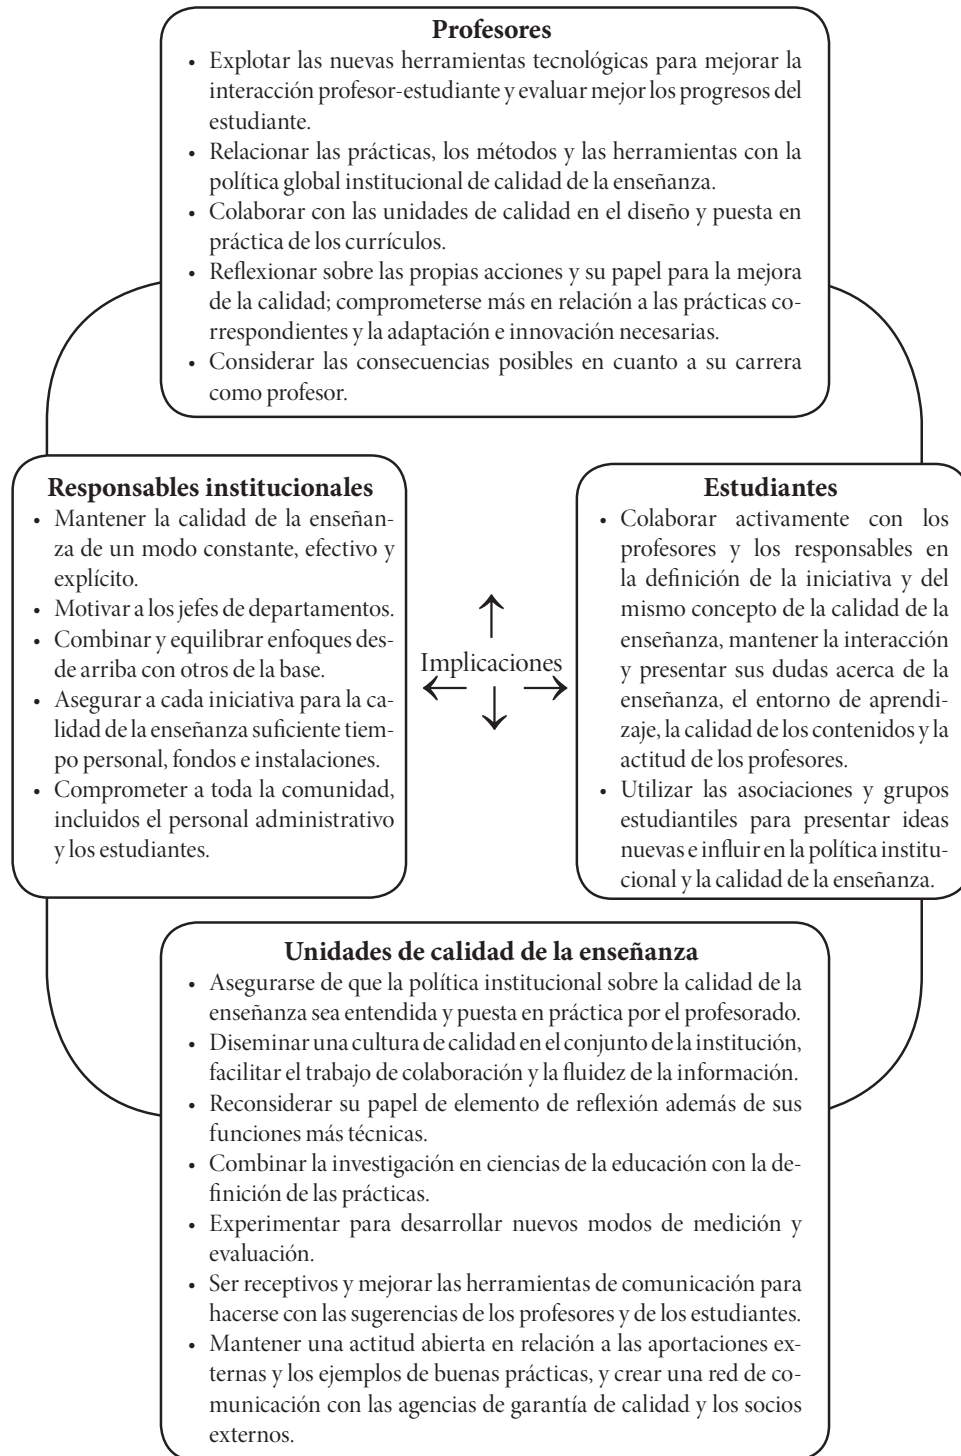 Profesores
• Explotar las nuevas herramientas tecnológicas para mejorar la
interacción profesor-estudiante y evaluar mejor los progresos del
estudiante.
• Relacionar las prácticas, los métodos y las herramientas con la
política global institucional de calidad de la enseñanza.
• Colaborar con las unidades de calidad en el diseño y puesta en
práctica de los currículos.
• Reflexionar sobre las propias acciones y su papel para la mejora
de la calidad; comprometerse más en relación a las prácticas co-
rrespondientes y la adaptación e innovación necesarias.
• Considerar las consecuencias posibles en cuanto a su carrera
como profesor.
Responsables institucionales
• Mantener la calidad de la enseñan-
za de un modo constante, efectivo y
explícito.
• Motivar a los jefes de departamentos.
• Combinar y equilibrar enfoques des-
de arriba con otros de la base.
• Asegurar a cada iniciativa para la ca-
lidad de la enseñanza suficiente tiem-
po personal, fondos e instalaciones.
• Comprometer a toda la comunidad,
incluidos el personal administrativo
y los estudiantes.
Implicaciones
Estudiantes
• Colaborar activamente con los
profesores y los responsables en
la definición de la iniciativa y del
mismo concepto de la calidad de la
enseñanza, mantener la interacción
y presentar sus dudas acerca de la
enseñanza, el entorno de aprendi-
zaje, la calidad de los contenidos y la
actitud de los profesores.
• Utilizar las asociaciones y grupos
estudiantiles para presentar ideas
nuevas e influir en la política institu-
cional y la calidad de la enseñanza.
Unidades de calidad de la enseñanza
• Asegurarse de que la política institucional sobre la calidad de la
enseñanza sea entendida y puesta en práctica por el profesorado.
• Diseminar una cultura de calidad en el conjunto de la institución,
facilitar el trabajo de colaboración y la fluidez de la información.
• Reconsiderar su papel de elemento de reflexión además de sus
funciones más técnicas.
• Combinar la investigación en ciencias de la educación con la de-
finición de las prácticas.
• Experimentar para desarrollar nuevos modos de medición y
evaluación.
• Ser receptivos y mejorar las herramientas de comunicación para
hacerse con las sugerencias de los profesores y de los estudiantes.
• Mantener una actitud abierta en relación a las aportaciones ex-
ternas y los ejemplos de buenas prácticas, y crear una red de co-
municación con las agencias de garantía de calidad y los socios
externos.